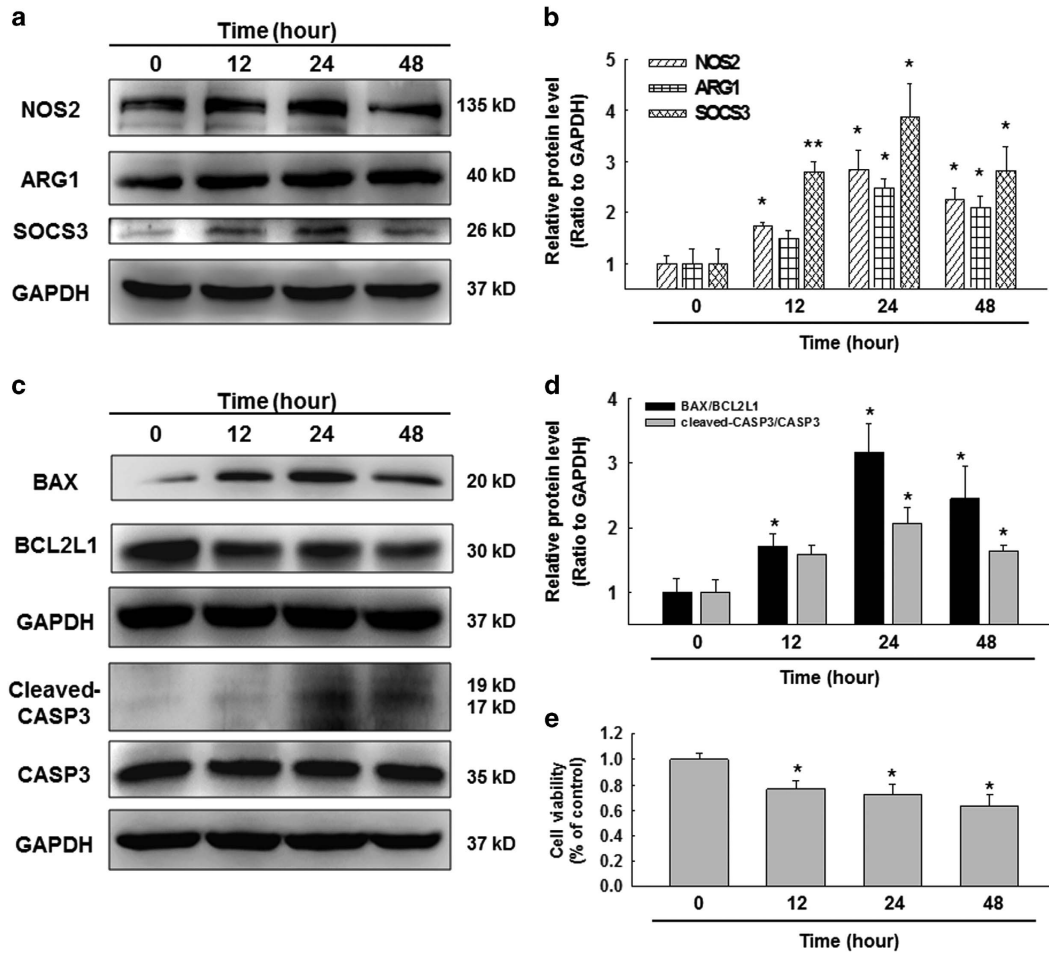 a
Time (hour)
0 12 24 48
NOS2 135 kD
ARG1 40 kD
SOCS3 26 kD
GAPDH 37 kD
b
Relative protein level
(Ratio to GAPDH)
5
4
3
2
1
NOS2
ARG1
SOCS3
* ** * * * * * *
0 12 24 48
Time (hour)
c
Time (hour)
0 12 24 48
BAX 20 kD
BCL2L1 30 kD
GAPDH 37 kD
Cleaved-
CASP3
19 kD
17 kD
CASP3 35 kD
GAPDH 37 kD
d
Relative protein level
(Ratio to GAPDH)
4
3
2
1
BAX/BCL2L1
cleaved-CASP3/CASP3
* * * * *
0 12 24 48
Time (hour)
e
Cell viability
(% of control)
1.2
1.0
0.8
0.6
0.4
0.2
0.0
* * *
0 12 24 48
Time (hour)